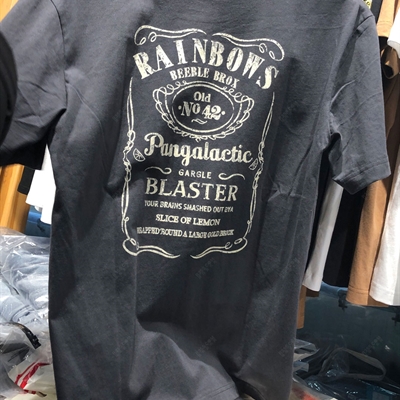 RAINBOWS
BEEBLE BROX
Old
No 42
Pangalactic
GARGLE
BLASTER
YOUR BRAINS SMASHED OUT BY A
SLICE OF LEMON
WRAPPED 'ROUND A LARGE GOLD BRICK